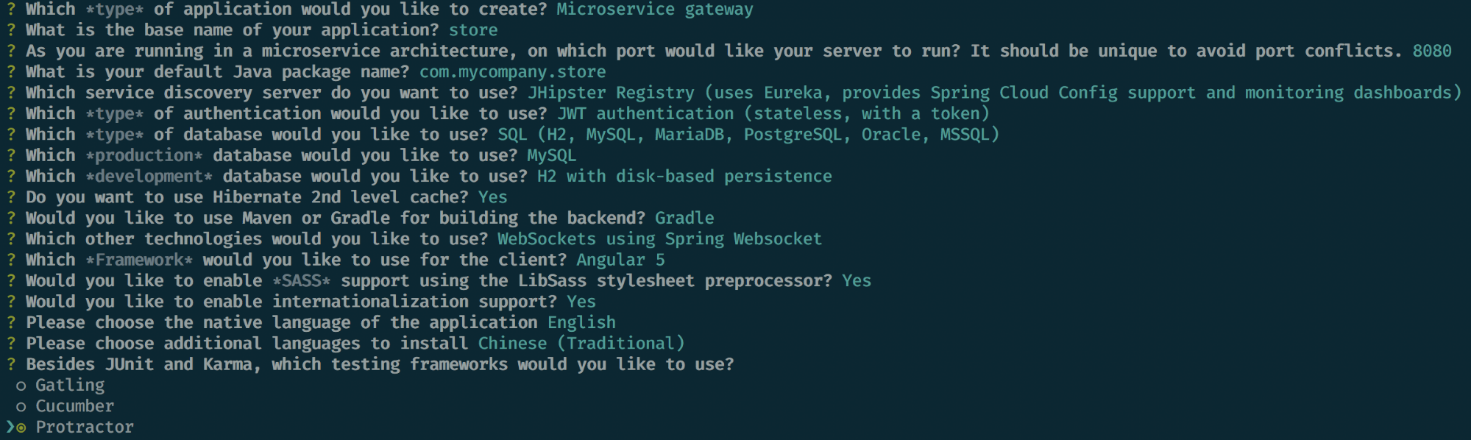 ? Which *type* of application would you like to create? Microservice gateway
? What is the base name of your application? store
? As you are running in a microservice architecture, on which port would like your server to run? It should be unique to avoid port conflicts. 8080
? What is your default Java package name? com.mycompany.store
? Which service discovery server do you want to use? JHipster Registry (uses Eureka, provides Spring Cloud Config support and monitoring dashboards)
? Which *type* of authentication would you like to use? JWT authentication (stateless, with a token)
? Which *type* of database would you like to use? SQL (H2, MySQL, MariaDB, PostgreSQL, Oracle, MSSQL)
? Which *production* database would you like to use? MySQL
? Which *development* database would you like to use? H2 with disk-based persistence
? Do you want to use Hibernate 2nd level cache? Yes
? Would you like to use Maven or Gradle for building the backend? Gradle
? Which other technologies would you like to use? WebSockets using Spring Websocket
? Which *Framework* would you like to use for the client? Angular 5
? Would you like to enable *SASS* support using the LibSass stylesheet preprocessor? Yes
? Would you like to enable internationalization support? Yes
? Please choose the native language of the application English
? Please choose additional languages to install Chinese (Traditional)
? Besides JUnit and Karma, which testing frameworks would you like to use?
○ Gatling
○ Cucumber
❯◉ Protractor